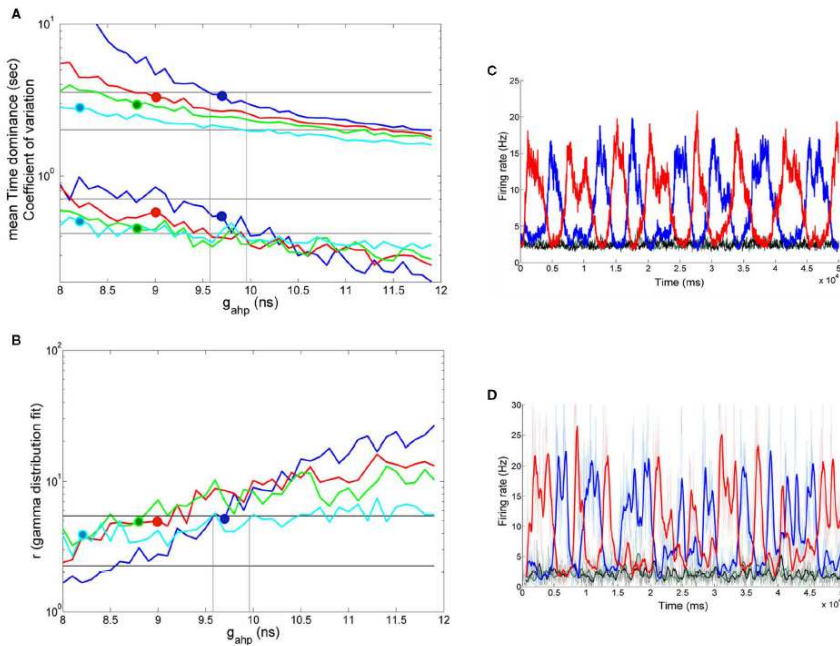 A
mean Time dominance (sec)
Coefficient of variation
10¹
10⁰
8 8.5 9 9.5 10 10.5 11 11.5 12
g_ahp (ns)
B
r (gamma distribution fit)
10²
10¹
10⁰
8 8.5 9 9.5 10 10.5 11 11.5 12
g_ahp (ns)
C
Firing rate (Hz)
25
20
15
10
5
0
0 0.5 1 1.5 2 2.5 3 3.5 4 4.5
Time (ms)
x 10⁴
D
Firing rate (Hz)
30
25
20
15
10
5
0
0 0.5 1 1.5 2 2.5 3 3.5 4 4.5
Time (ms)